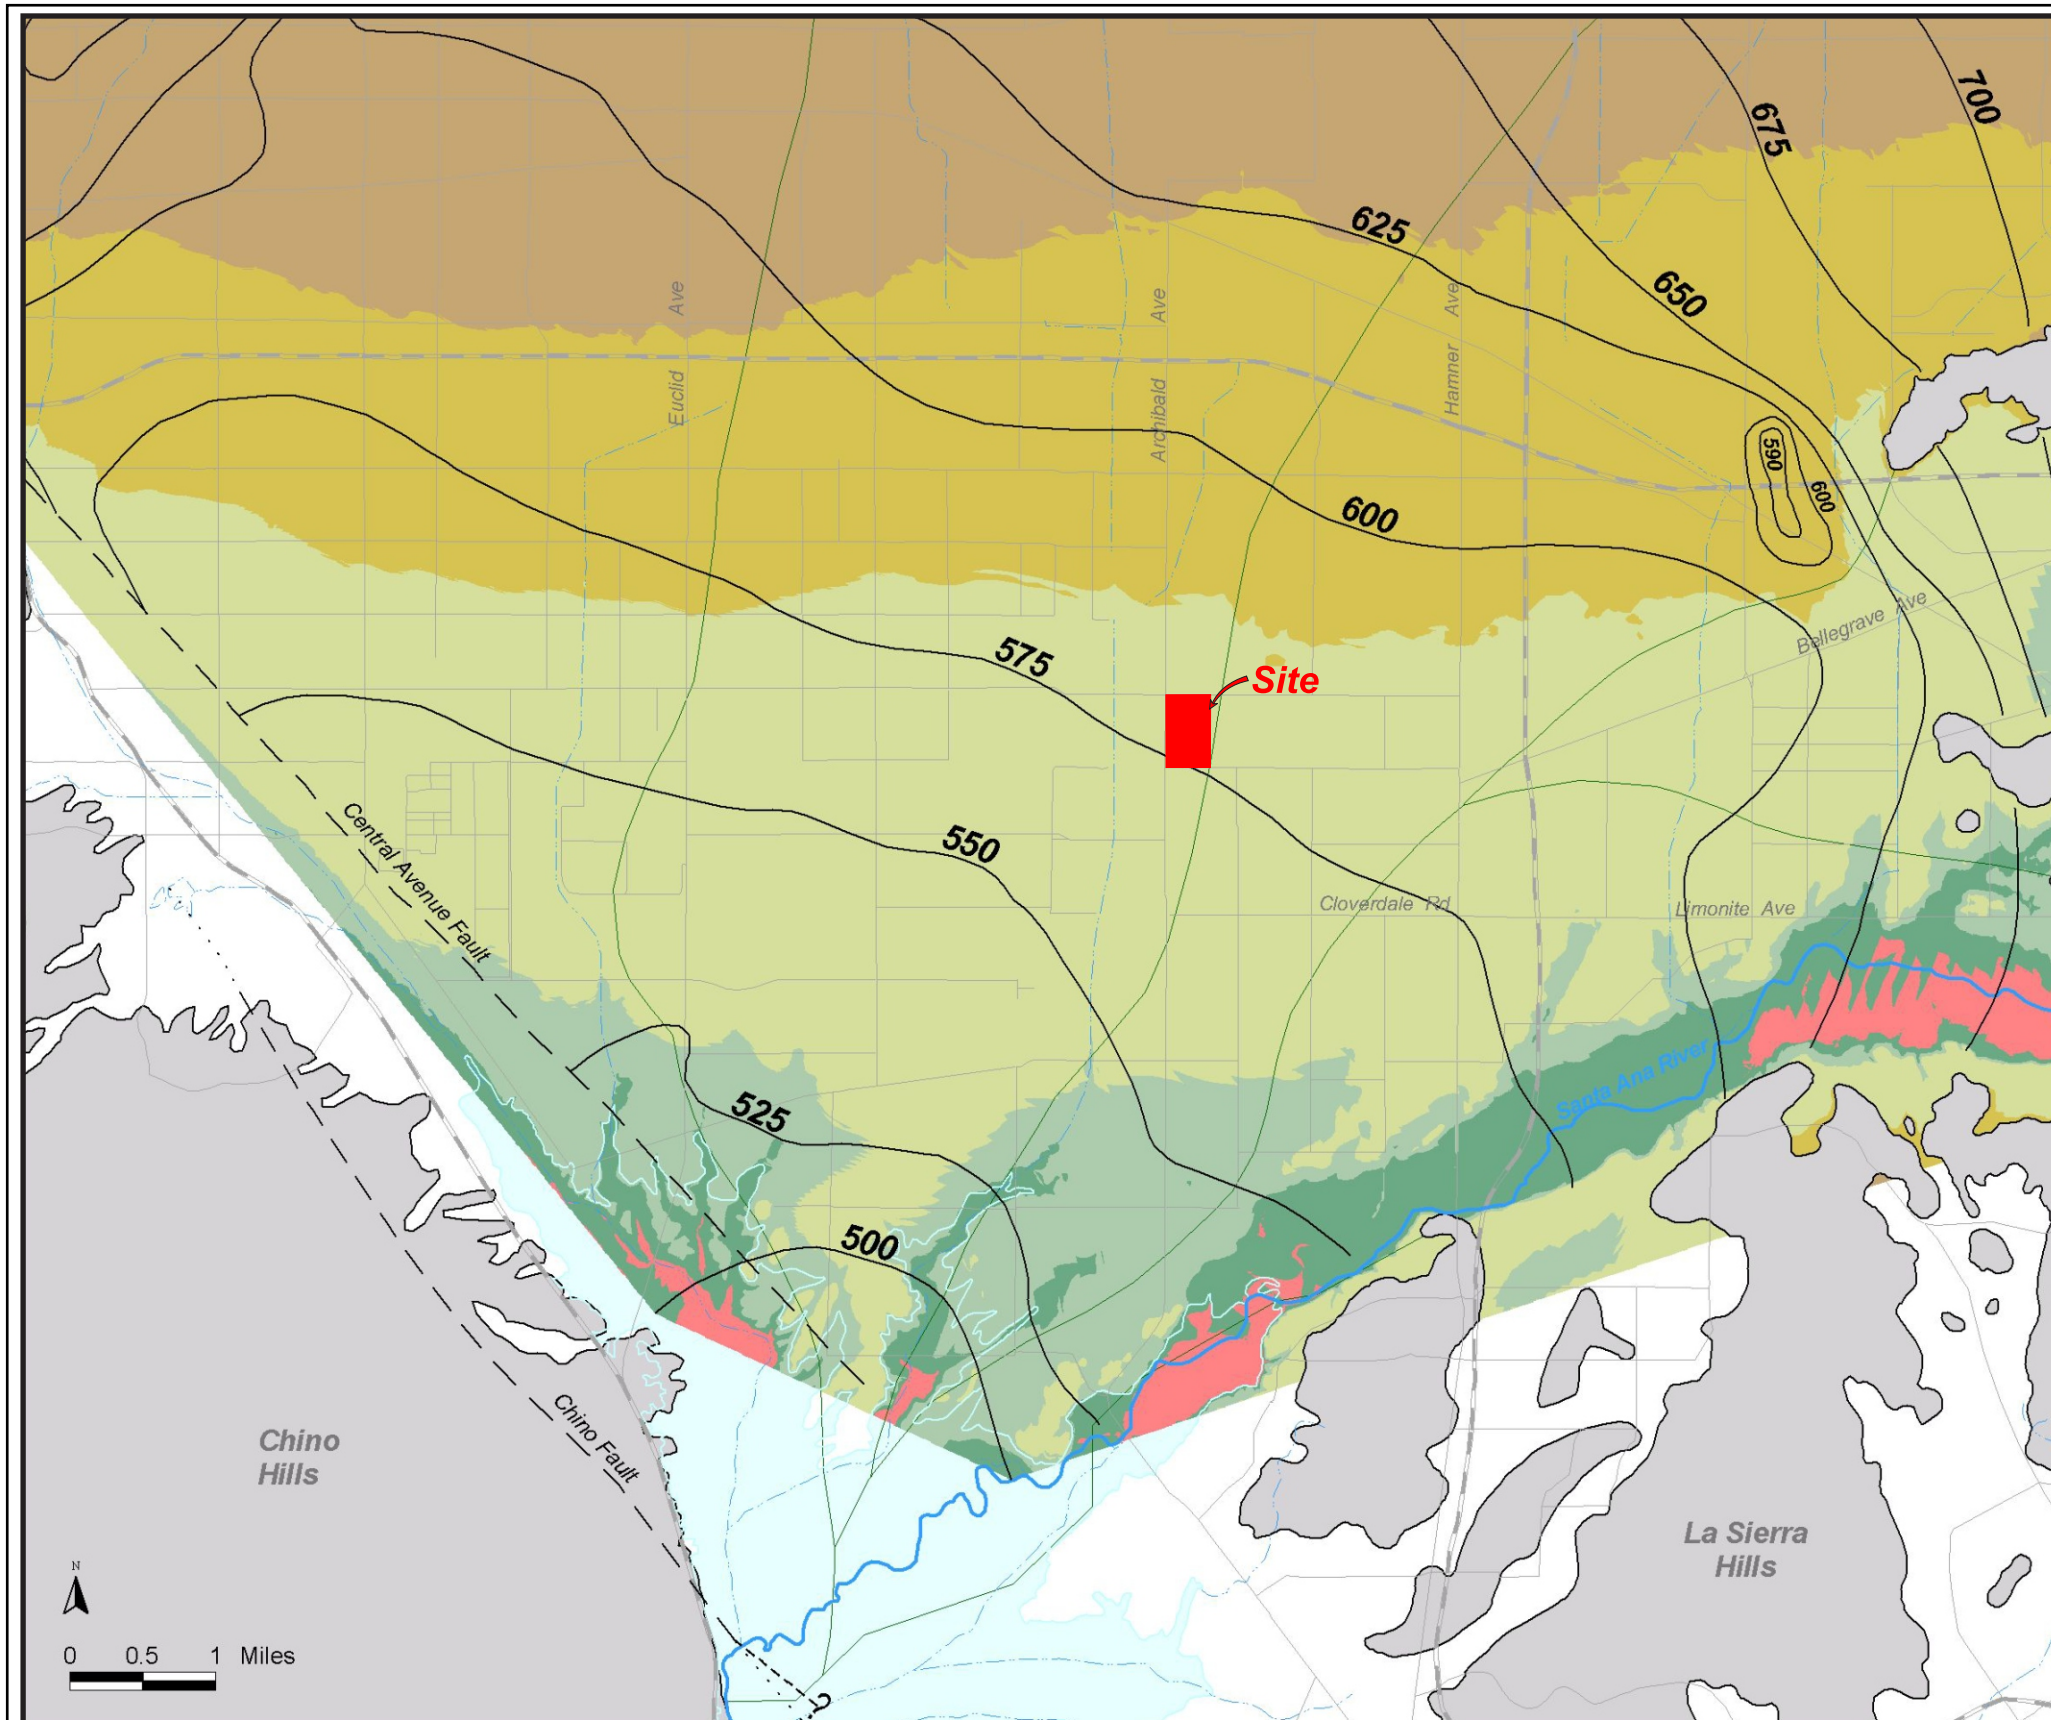 700
675
625
650
Euclid Ave
Archibald Ave
Hamner Ave
590
600
600
Bellegrave Ave
575
Site
550
Central Avenue Fault
Cloverdale Rd
Limonite Ave
Santa Ana River
525
500
Chino
Hills
Chino Fault
La Sierra
Hills
N
0 0.5 1 Miles
?